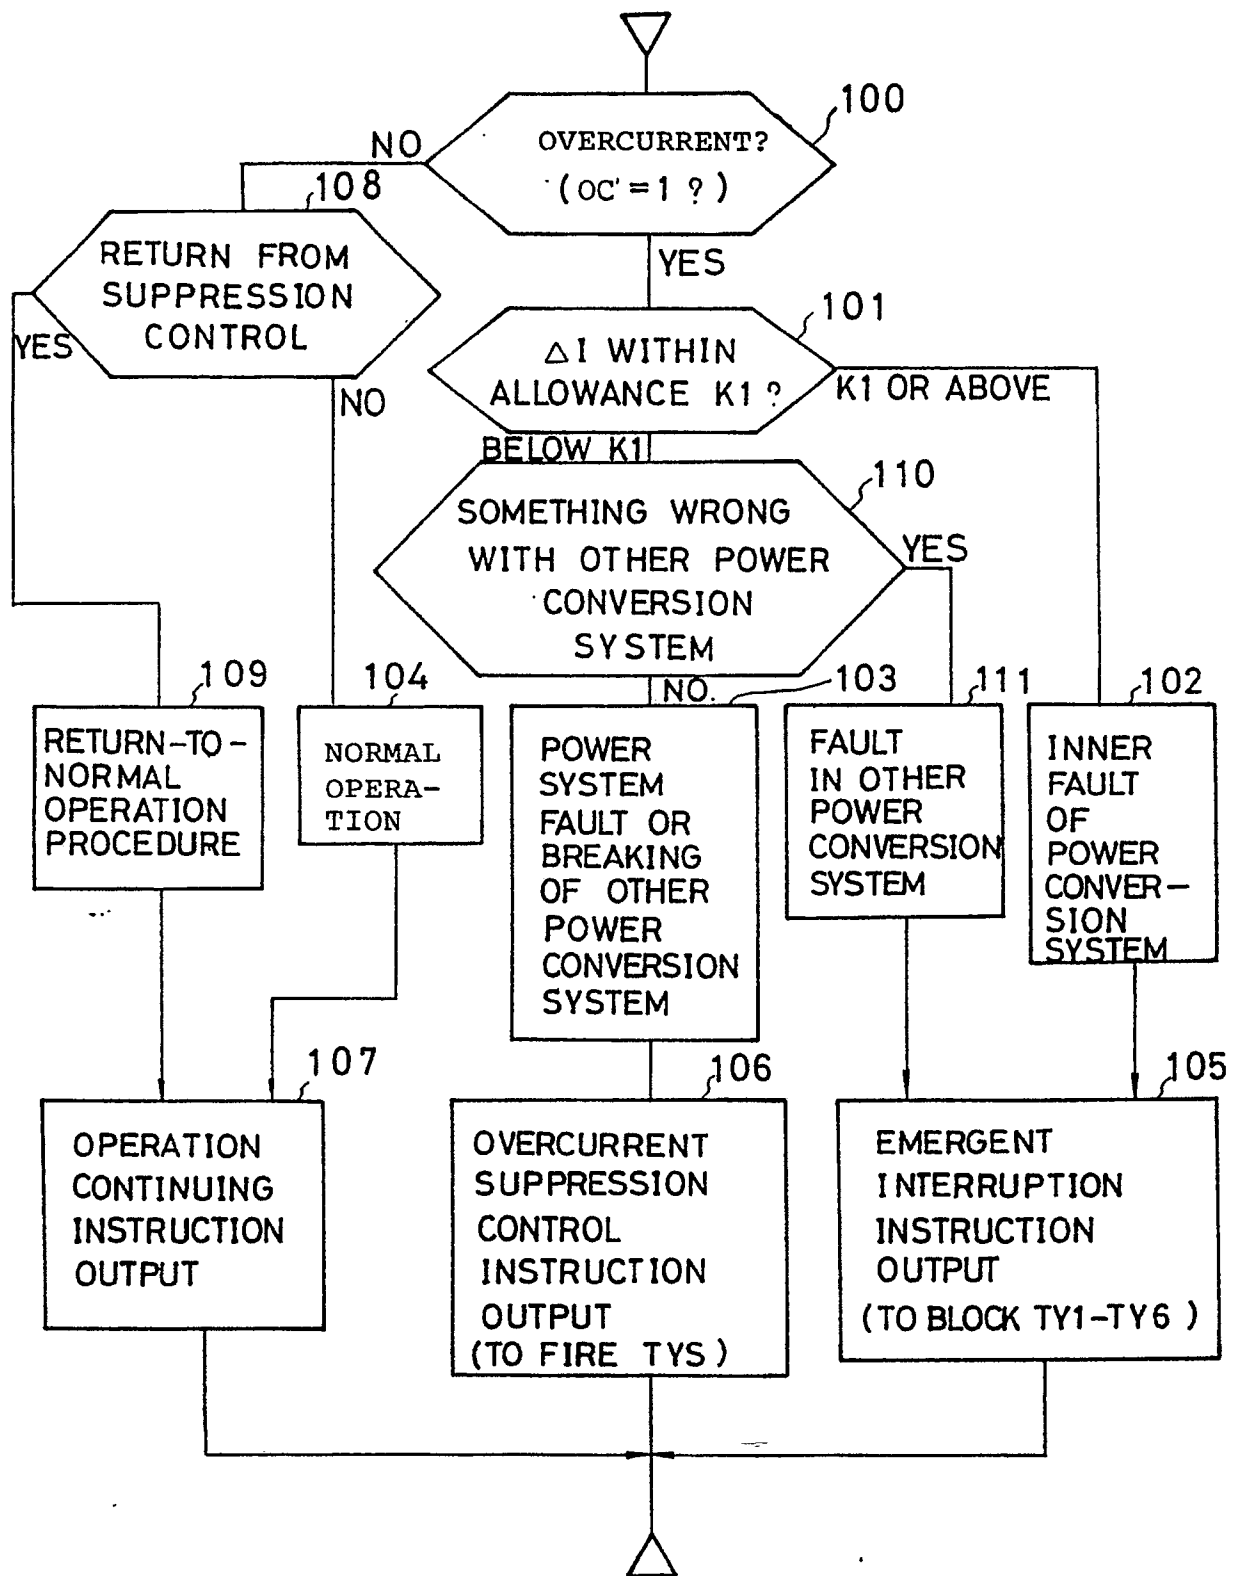 100
OVERCURRENT?
(OC'=1 ?)
NO
YES
108
RETURN FROM
SUPPRESSION
CONTROL
YES
NO
101
△I WITHIN
ALLOWANCE K1 ?
K1 OR ABOVE
BELOW K1
110
SOMETHING WRONG
WITH OTHER POWER
CONVERSION
SYSTEM
YES
NO.
109
RETURN-TO-
NORMAL
OPERATION
PROCEDURE
104
NORMAL
OPERA-
TION
103
POWER
SYSTEM
FAULT OR
BREAKING
OF OTHER
POWER
CONVERSION
SYSTEM
111
FAULT
IN OTHER
POWER
CONVERSION
SYSTEM
102
INNER
FAULT
OF
POWER
CONVER-
SION
SYSTEM
107
OPERATION
CONTINUING
INSTRUCTION
OUTPUT
106
OVERCURRENT
SUPPRESSION
CONTROL
INSTRUCTION
OUTPUT
(TO FIRE TYS)
105
EMERGENT
INTERRUPTION
INSTRUCTION
OUTPUT
(TO BLOCK TY1-TY6)